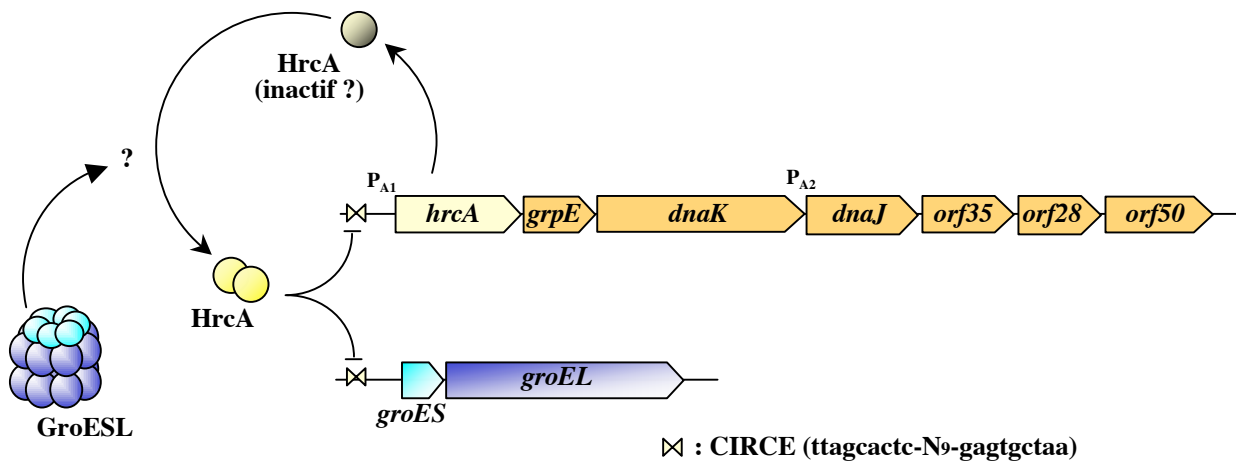 HrcA
(inactif ?)
?
PA1
PA2
hrcA grpE dnaK dnaJ orf35 orf28 orf50
HrcA
groEL
groES
GroESL
: CIRCE (ttagcactc-N9-gagtgctaa)